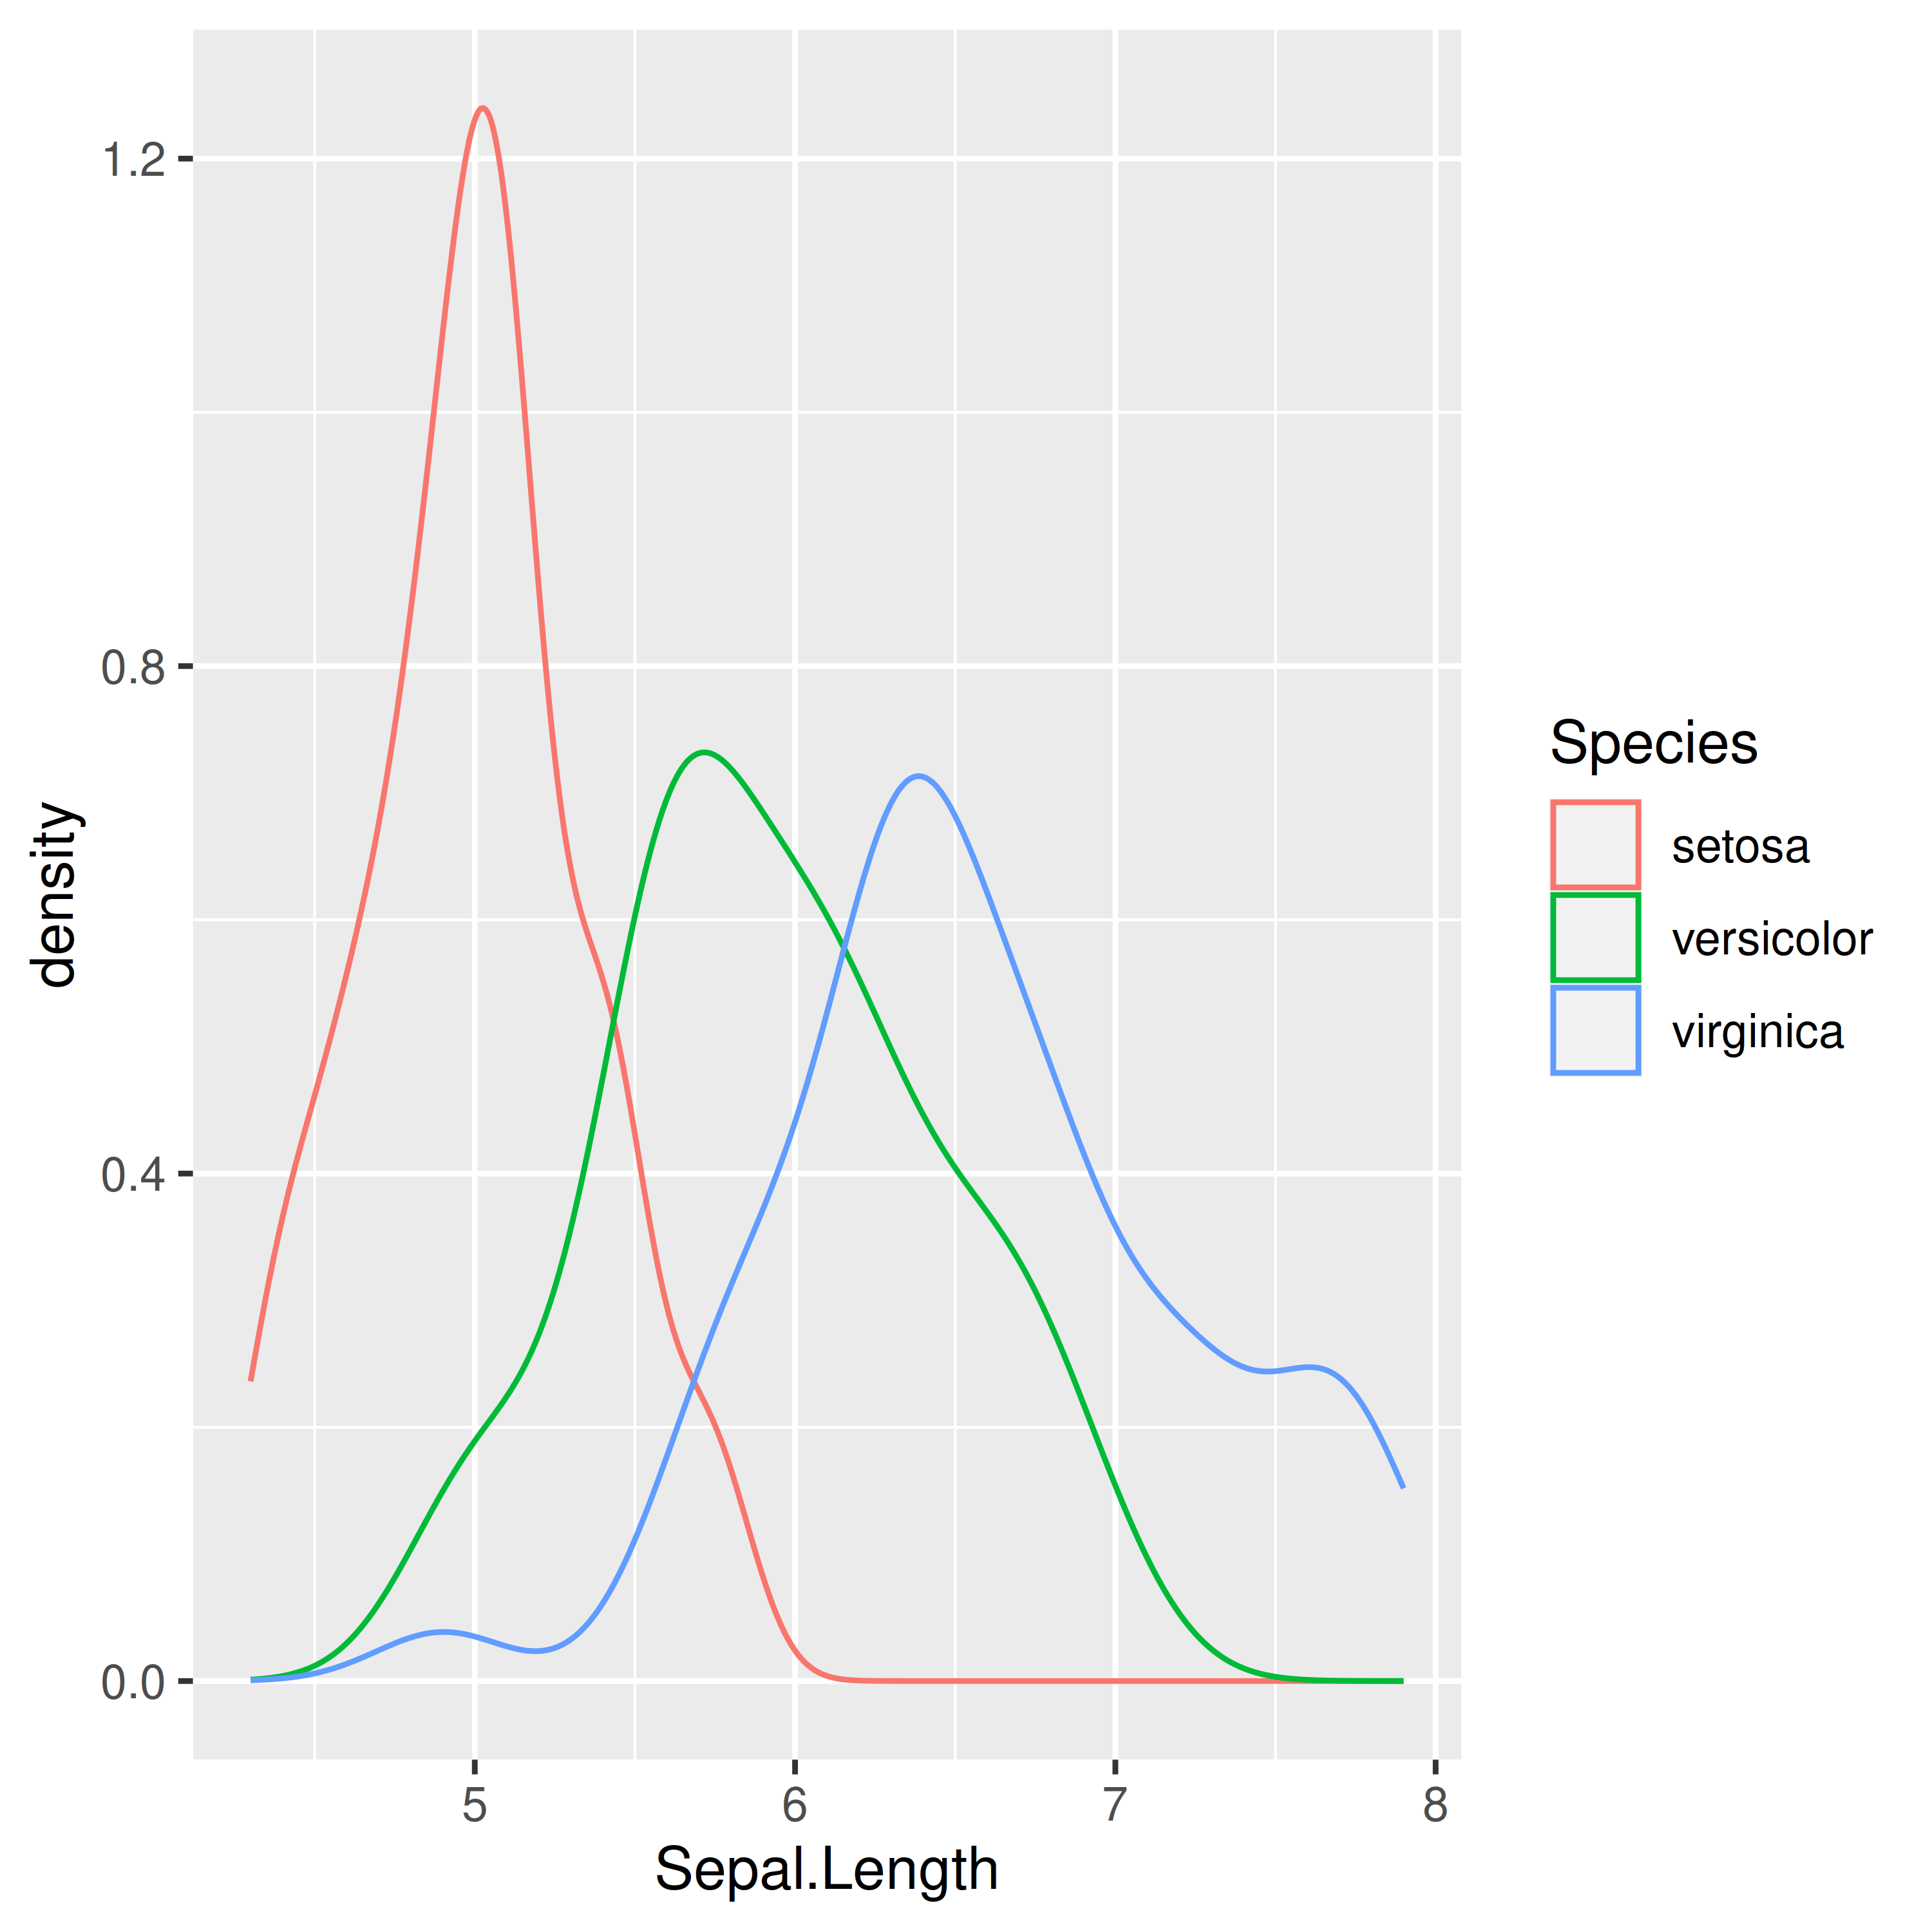 1.2
0.8
0.4
0.0
density
5 6 7 8
Sepal.Length
Species
setosa
versicolor
virginica